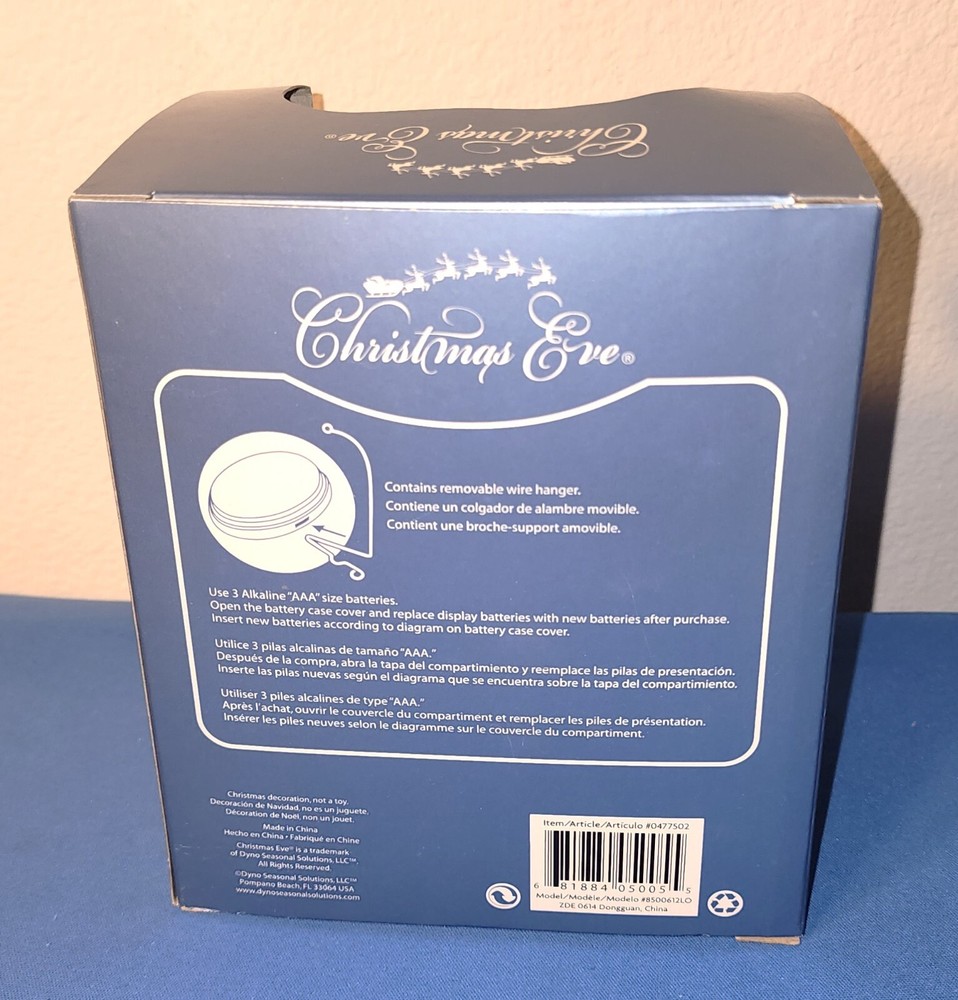 Christmas Eve®
Christmas Eve®
Contains removable wire hanger.
Contiene un colgador de alambre movible.
Contient une broche-support amovible.
Use 3 Alkaline "AAA" size batteries.
Open the battery case cover and replace display batteries with new batteries after purchase.
Insert new batteries according to diagram on battery case cover.
Utilice 3 pilas alcalinas de tamaño "AAA."
Después de la compra, abra la tapa del compartimiento y reemplace las pilas de presentación.
Inserte las pilas nuevas según el diagrama que se encuentra sobre la tapa del compartimiento.
Utiliser 3 piles alcalines de type "AAA."
Après l'achat, ouvrir le couvercle du compartiment et remplacer les piles de présentation.
Insérer les piles neuves selon le diagramme sur le couvercle du compartiment.
Christmas decoration, not a toy.
Decoración de Navidad, no es un juguete.
Décoration de Noël, non un jouet.
Made in China
Hecho en China • Fabriqué en Chine
Christmas Eve® is a trademark
of Dyno Seasonal Solutions, LLC™.
All Rights Reserved.
©Dyno Seasonal Solutions, LLC™
Pompano Beach, FL 33064 USA
www.dynoseasonalsolutions.com
Item/Article/Artículo #0477502
6 81884 05005 5
Model/Modèle/Modelo #8500612LO
ZDE 0614 Dongguan, China